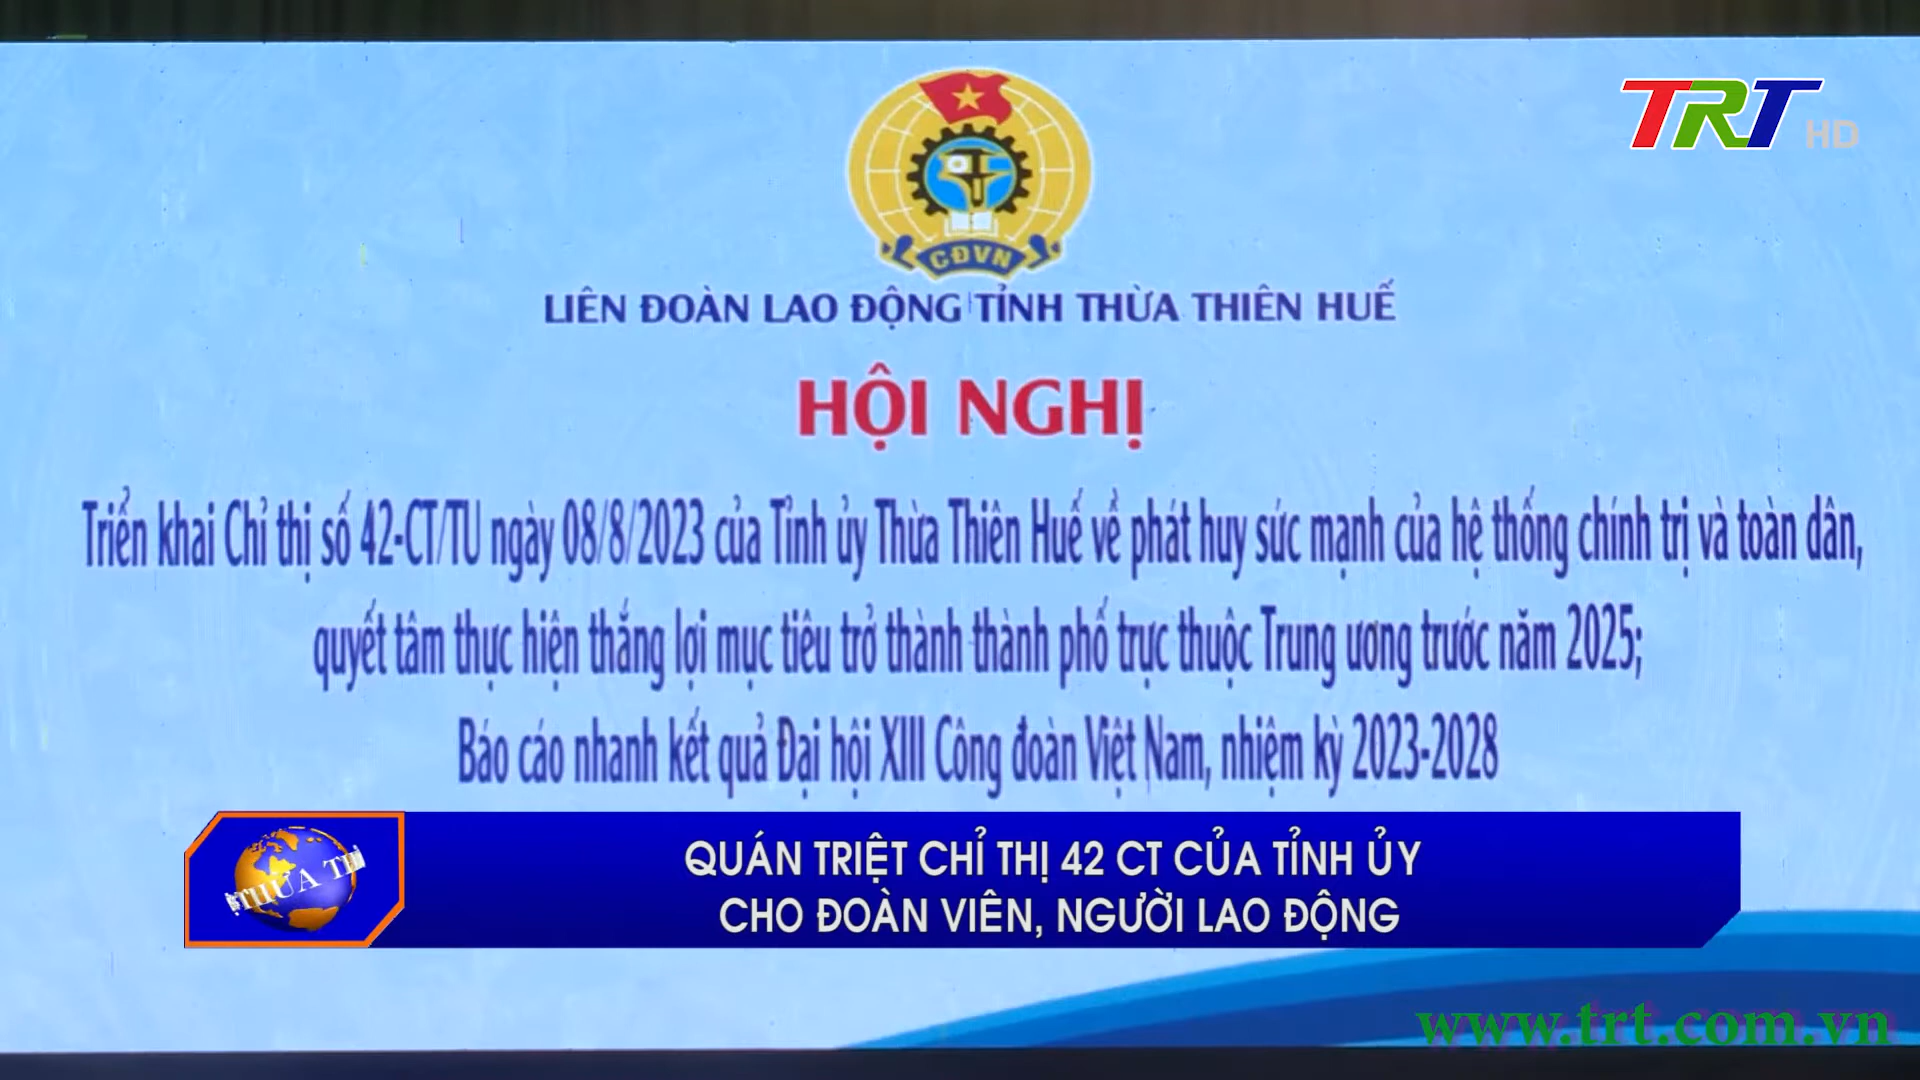 TRT HD
CĐVN
LIÊN ĐOÀN LAO ĐỘNG TỈNH THỪA THIÊN HUẾ
HỘI NGHỊ
Triển khai Chỉ thị số 42-CT/TU ngày 08/8/2023 của Tỉnh ủy Thừa Thiên Huế về phát huy sức mạnh của hệ thống chính trị và toàn dân,
quyết tâm thực hiện thắng lợi mục tiêu trở thành thành phố trực thuộc Trung ương trước năm 2025;
Báo cáo nhanh kết quả Đại hội XIII Công đoàn Việt Nam, nhiệm kỳ 2023-2028
THỪA TH
QUÁN TRIỆT CHỈ THỊ 42 CT CỦA TỈNH ỦY
CHO ĐOÀN VIÊN, NGƯỜI LAO ĐỘNG
www.trt.com.vn